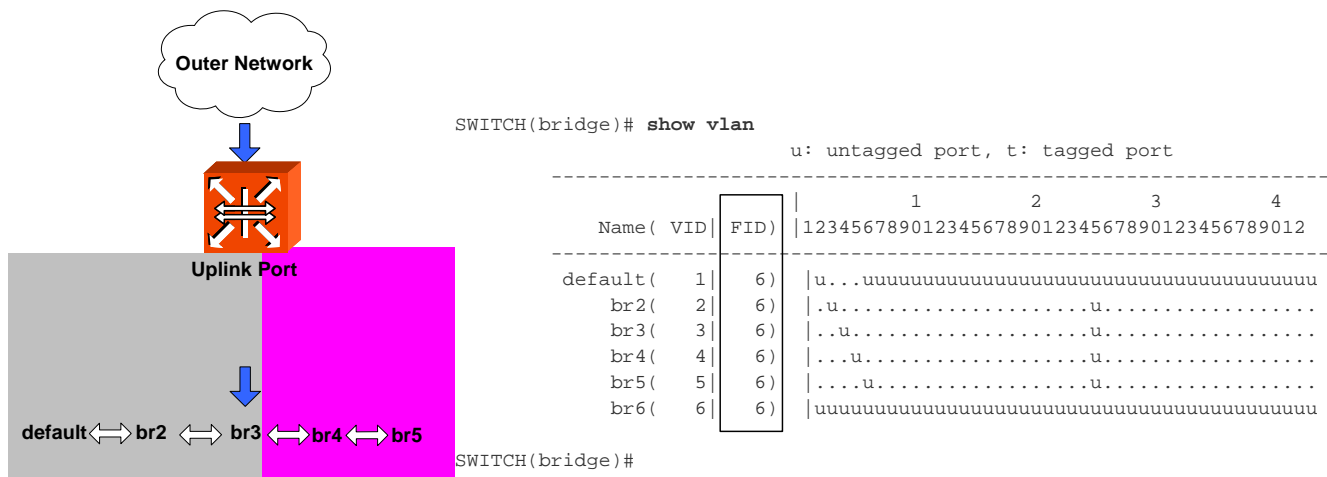 Outer Network
Uplink Port
default br2 br3 br4 br5
SWITCH(bridge)# show vlan
u: untagged port, t: tagged port
-----------------------------------------------------------------
|         1         2         3         4
Name( VID| FID) |123456789012345678901234567890123456789012
-----------------------------------------------------------------
default( 1| 6) |u...uuuuuuuuuuuuuuuuuuuuuuuuuuuuuuuuuuuuuu
br2( 2| 6) |.u.....................u..................
br3( 3| 6) |..u....................u..................
br4( 4| 6) |...u...................u..................
br5( 5| 6) |....u..................u..................
br6( 6| 6) |uuuuuuuuuuuuuuuuuuuuuuuuuuuuuuuuuuuuuuuuuu
SWITCH(bridge)#